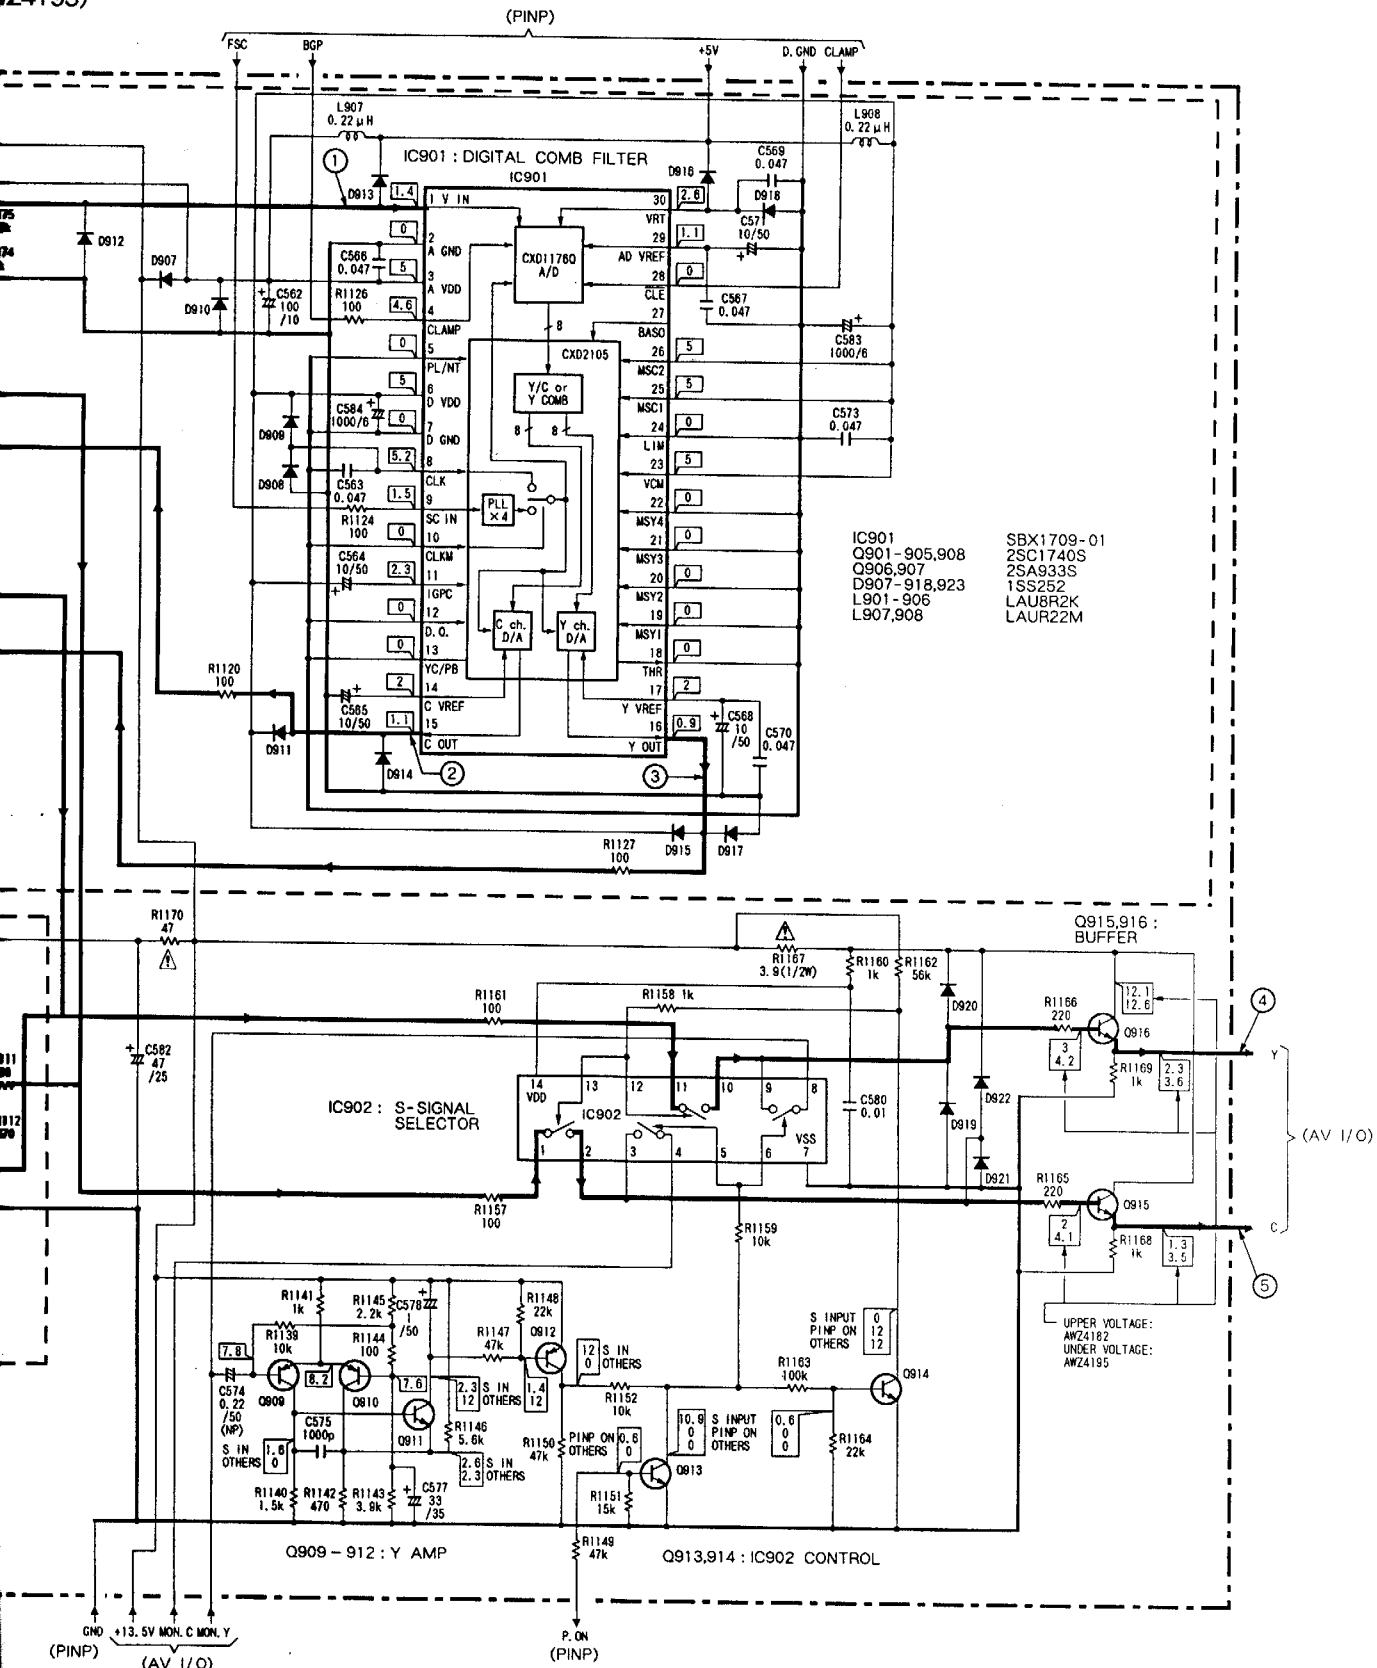 (PINP)
FSC
BGP
+5V
D. GND CLAMP
L907
0. 22 µH
L908
0. 22 µH
IC901 : DIGITAL COMB FILTER
IC901
1
D913
1. 4
1 V IN
D916
2. 6
30
VRT
C569
0. 047
D918
C571
10/50
D912
D907
D910
C562
100
/10
C566
0. 047
R1126
100
0
2
A GND
5
3
A VDD
4. 6
4
CLAMP
0
5
PL/NT
5
6
D VDD
0
7
D GND
5. 2
8
CLK
1. 5
9
SC IN
0
10
CLKM
2. 3
11
IGPC
0
12
D. O.
0
13
YC/PB
2
14
C VREF
1. 1
15
C OUT
CXD1176Q
A/D
8
CXD2105
Y/C or
Y COMB
8
8
PLL
×4
C ch.
D/A
Y ch.
D/A
29
AD VREF
1. 1
28
CLE
0
27
BASO
26
MSC2
5
25
MSC1
5
24
LIM
0
23
VCM
5
22
MSY4
0
21
MSY3
0
20
MSY2
0
19
MSY1
0
18
THR
0
17
Y VREF
2
16
Y OUT
0. 9
C567
0. 047
C583
1000/6
C573
0. 047
C584
1000/6
D909
D908
C563
0. 047
R1124
100
C564
10/50
R1120
100
C565
10/50
D911
D914
2
3
C568
10
/50
C570
0. 047
D915
D917
R1127
100
IC901 SBX1709-01
Q901-905,908 2SC1740S
Q906,907 2SA933S
D907-918,923 1SS252
L901-906 LAU8R2K
L907,908 LAUR22M
R1170
47
R1167
3. 9(1/2W)
R1160
1k
R1162
56k
Q915,916 :
BUFFER
R1161
100
R1158 1k
D920
R1166
220
12. 1
12. 6
Q916
4
Y
3
4. 2
R1169
1k
2. 3
3. 6
C582
47
/25
IC902 : S-SIGNAL
SELECTOR
14
VDD
13
12
11
10
9
8
IC902
VSS
1
2
3
4
5
6
7
C580
0. 01
D922
D919
D921
(AV I/O)
R1157
100
R1159
10k
R1165
220
Q915
2
4. 1
R1168
1k
1. 3
3. 5
C
5
R1141
1k
R1139
10k
R1145
2. 2k
R1144
100
C578
1
/50
R1148
22k
R1147
47k
Q912
7. 8
8. 2
7. 6
C574
0. 22
/50
(NP)
Q909
Q910
Q911
C575
1000p
2. 3
12
S IN
OTHERS
1. 4
12
12
0
S IN
OTHERS
R1152
10k
R1146
5. 6k
S IN
OTHERS
1. 6
0
2. 6
2. 3
S IN
OTHERS
R1150
47k
PINP ON
OTHERS
0. 6
0
10. 9
0
0
S INPUT
PINP ON
OTHERS
R1163
100k
0. 6
0
0
S INPUT
PINP ON
OTHERS
0
12
12
Q914
R1164
22k
Q913
R1151
15k
R1140
1. 5k
R1142
470
R1143
3. 9k
C577
33
/35
R1149
47k
UPPER VOLTAGE:
AWZ4182
UNDER VOLTAGE:
AWZ4195
Q909 - 912 : Y AMP
Q913,914 : IC902 CONTROL
GND
+13. 5V MON. C MON. Y
P. ON
(PINP)
(AV I/O)
(PINP)